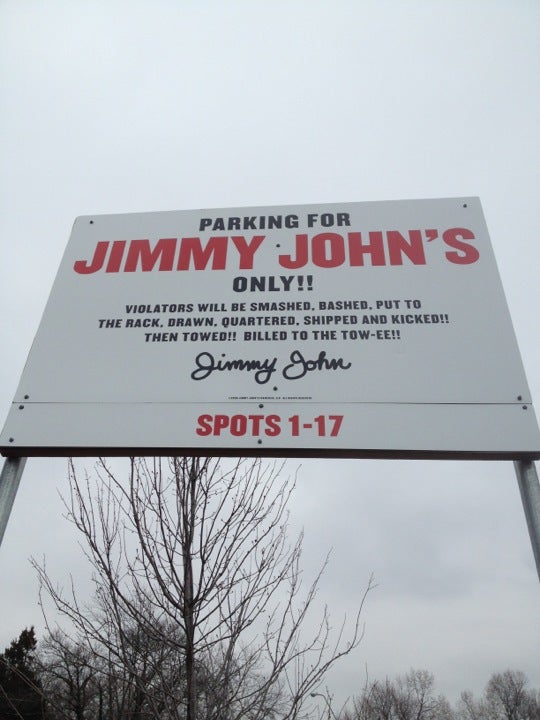 PARKING FOR
JIMMY JOHN'S
ONLY!!
VIOLATORS WILL BE SMASHED, BASHED, PUT TO
THE RACK, DRAWN, QUARTERED, SHIPPED AND KICKED!!
THEN TOWED!! BILLED TO THE TOW-EE!!
Jimmy John
SPOTS 1-17